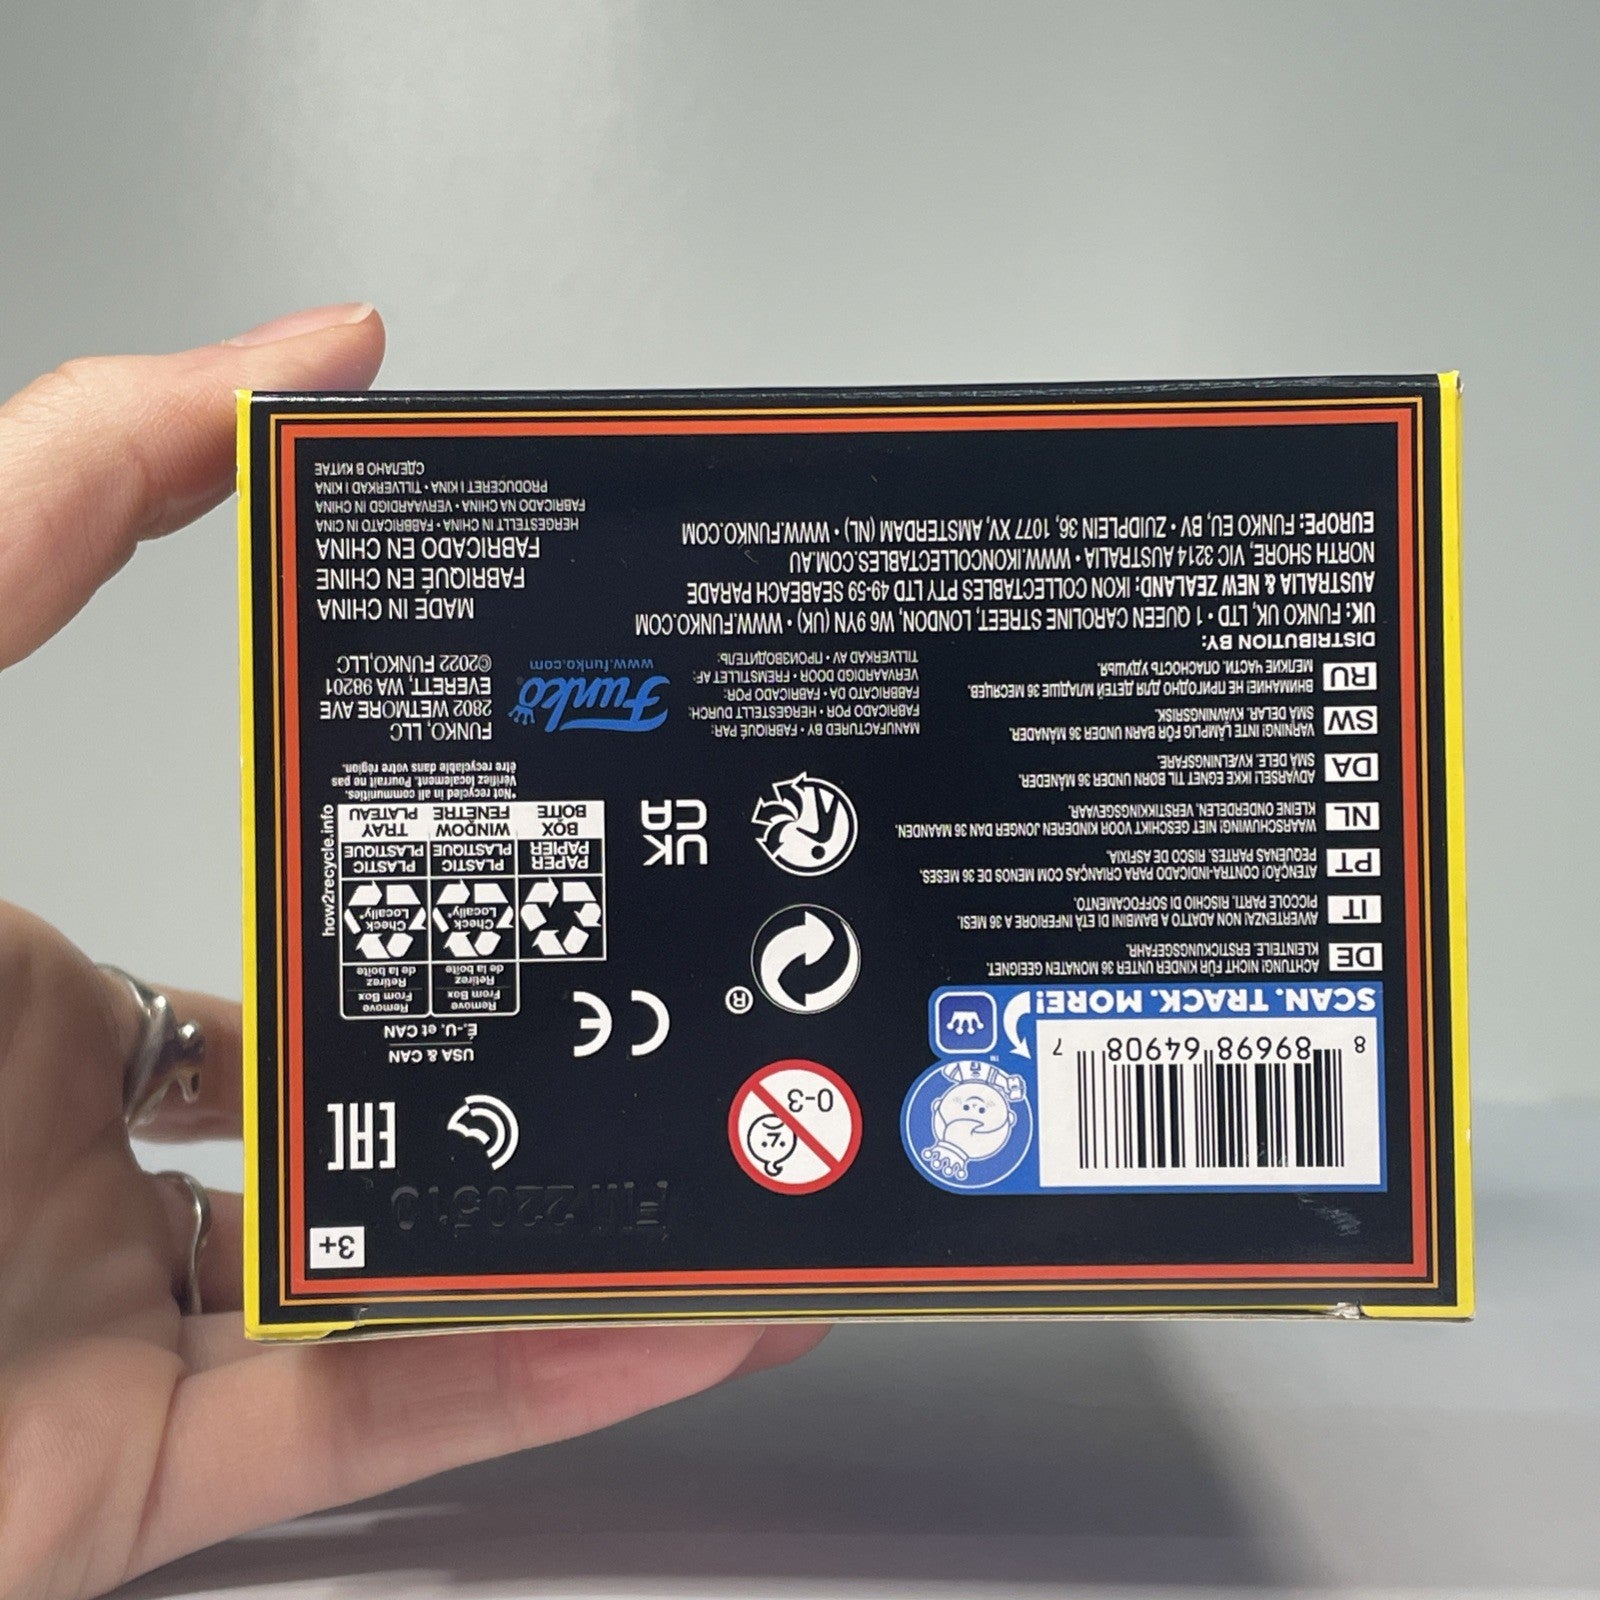 3+
FM 220513
EAC
0-3
8 89698 64908 7
™
SCAN. TRACK. MORE!
USA & CAN
É.-U. et CAN
Remove
From Box
Retirez
de la boîte
Remove
From Box
Retirez
de la boîte
Check
Locally*
Check
Locally*
PAPER
PAPIER
PLASTIC
PLASTIQUE
PLASTIC
PLASTIQUE
BOX
BOÎTE
WINDOW
FENÊTRE
TRAY
PLATEAU
how2recycle.info
*Not recycled in all communities.
Vérifiez localement. Pourrait ne pas
être recyclable dans votre région.
CE
®
UK
CA
DE
ACHTUNG! NICHT FÜR KINDER UNTER 36 MONATEN GEEIGNET.
KLEINTEILE. ERSTICKUNGSGEFAHR.
IT
AVVERTENZA! NON ADATTO A BAMBINI DI ETÀ INFERIORE A 36 MESI.
PICCOLE PARTI. RISCHIO DI SOFFOCAMENTO.
PT
ATENÇÃO! CONTRA-INDICADO PARA CRIANÇAS COM MENOS DE 36 MESES.
PEQUENAS PARTES. RISCO DE ASFIXIA.
NL
WAARSCHUWING! NIET GESCHIKT VOOR KINDEREN JONGER DAN 36 MAANDEN.
KLEINE ONDERDELEN. VERSTIKKINGSGEVAAR.
DA
ADVARSEL! IKKE EGNET TIL BØRN UNDER 36 MÅNEDER.
SMÅ DELE. KVÆLNINGSFARE.
SW
VARNING! INTE LÄMPLIG FÖR BARN UNDER 36 MÅNADER.
SMÅ DELAR. KVÄVNINGSRISK.
RU
ВНИМАНИЕ! НЕ ПРИГОДНО ДЛЯ ДЕТЕЙ МЛАДШЕ 36 МЕСЯЦЕВ.
МЕЛКИЕ ЧАСТИ. ОПАСНОСТЬ УДУШЬЯ.
MANUFACTURED BY • FABRIQUÉ PAR:
FABRICADO POR • HERGESTELLT DURCH:
FABBRICATO DA • FABRICADO POR:
VERVAARDIGD DOOR • FREMSTILLET AF:
TILLVERKAD AV • ПРОИЗВОДИТЕЛЬ:
Funko
www.funko.com
FUNKO, LLC
2802 WETMORE AVE
EVERETT, WA 98201
©2022 FUNKO,LLC
DISTRIBUTION BY:
UK: FUNKO UK, LTD • 1 QUEEN CAROLINE STREET, LONDON, W6 9YN (UK) • WWW.FUNKO.COM
AUSTRALIA & NEW ZEALAND: IKON COLLECTABLES PTY LTD 49-59 SEABEACH PARADE
NORTH SHORE, VIC 3214 AUSTRALIA • WWW.IKONCOLLECTABLES.COM.AU
EUROPE: FUNKO EU, BV • ZUIDPLEIN 36, 1077 XV, AMSTERDAM (NL) • WWW.FUNKO.COM
MADE IN CHINA
FABRIQUÉ EN CHINE
FABRICADO EN CHINA
HERGESTELLT IN CHINA • FABBRICATO IN CINA
FABRICADO NA CHINA • VERVAARDIGD IN CHINA
PRODUCERET I KINA • TILLVERKAD I KINA
СДЕЛАНО В КИТАЕ